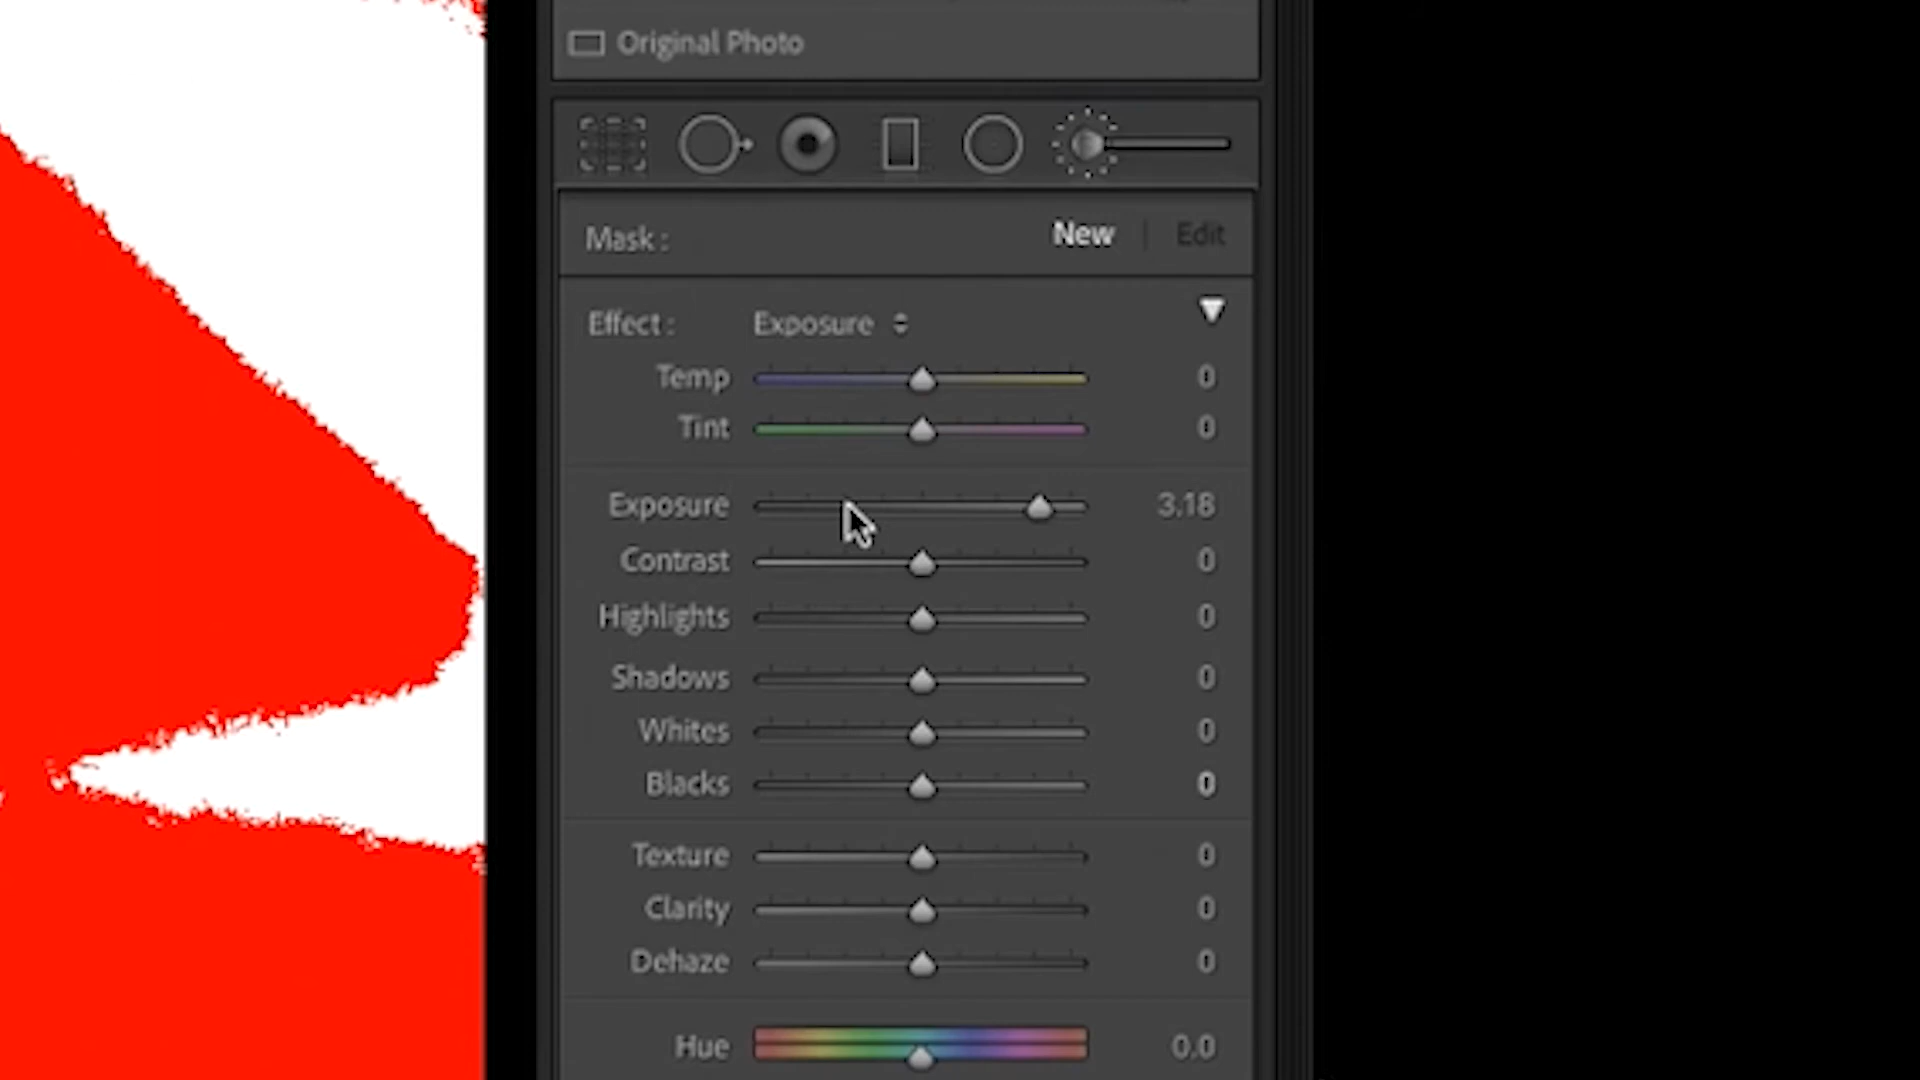 Original Photo
Mask : New | Edit
Effect : Exposure
Temp 0
Tint 0
Exposure 3.18
Contrast 0
Highlights 0
Shadows 0
Whites 0
Blacks 0
Texture 0
Clarity 0
Dehaze 0
Hue 0.0